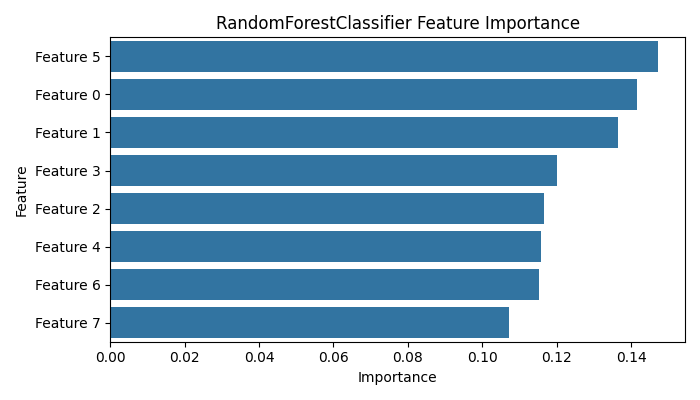 RandomForestClassifier Feature Importance
Feature
Feature 5
Feature 0
Feature 1
Feature 3
Feature 2
Feature 4
Feature 6
Feature 7
0.00 0.02 0.04 0.06 0.08 0.10 0.12 0.14
Importance